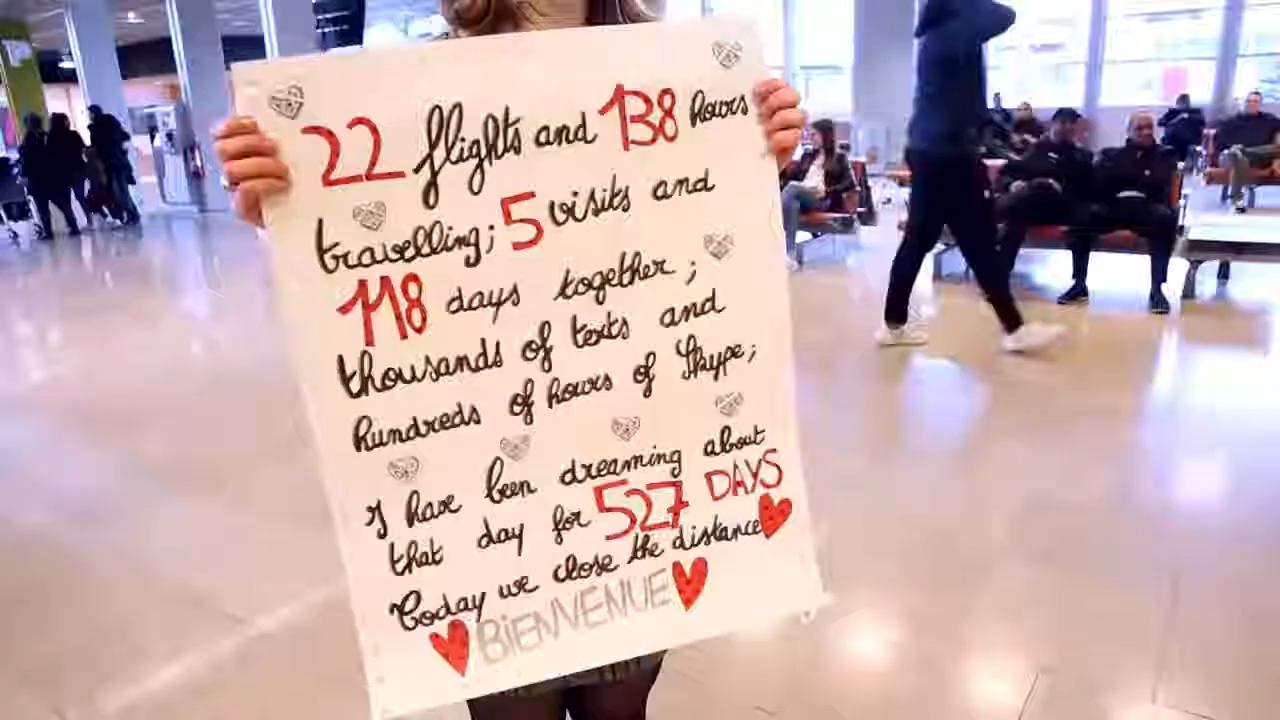 22 flights and 138 hours
travelling; 5 visits and
118 days together;
thousands of texts and
hundreds of hours of Skype;
I have been dreaming about
that day for 527 DAYS
Today we close the distance
BIENVENUE